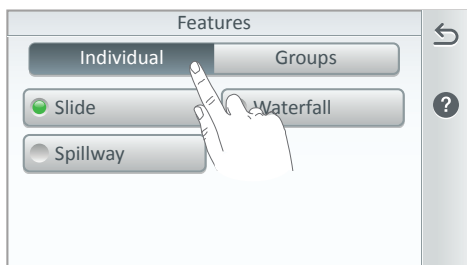 Features
Individual Groups
Slide Waterfall
Spillway
?